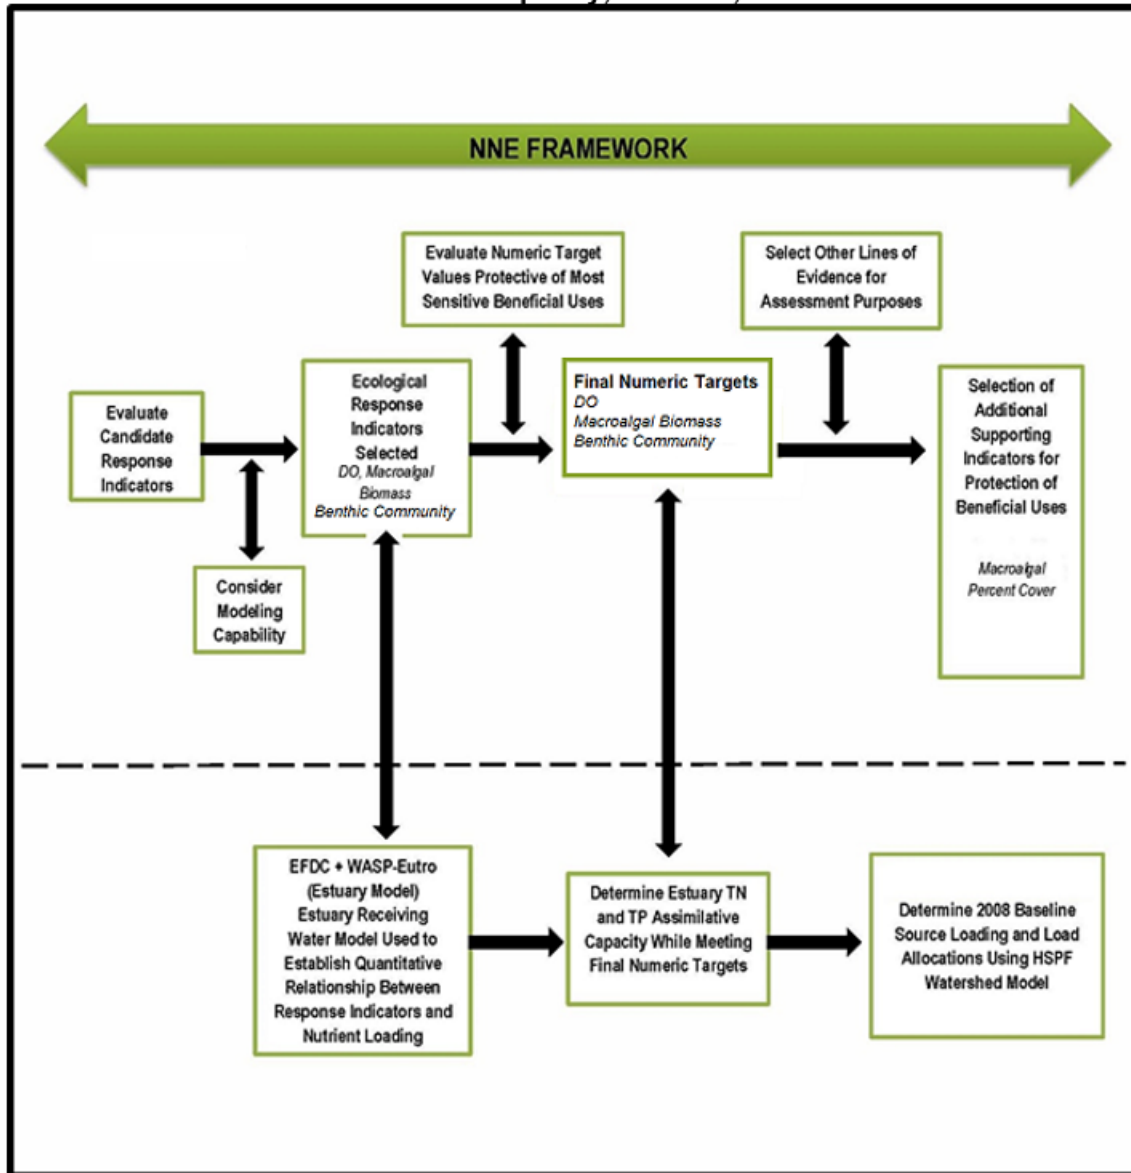 NNE FRAMEWORK
Evaluate Numeric Target
Values Protective of Most
Sensitive Beneficial Uses
Select Other Lines of
Evidence for
Assessment Purposes
Evaluate
Candidate
Response
Indicators
Ecological
Response
Indicators
Selected
DO, Macroalgal
Biomass
Benthic Community
Final Numeric Targets
DO
Macroalgal Biomass
Benthic Community
Selection of
Additional
Supporting
Indicators for
Protection of
Beneficial Uses
Macroalgal
Percent Cover
Consider
Modeling
Capability
EFDC + WASP-Eutro
(Estuary Model)
Estuary Receiving
Water Model Used to
Establish Quantitative
Relationship Between
Response Indicators and
Nutrient Loading
Determine Estuary TN
and TP Assimilative
Capacity While Meeting
Final Numeric Targets
Determine 2008 Baseline
Source Loading and Load
Allocations Using HSPF
Watershed Model